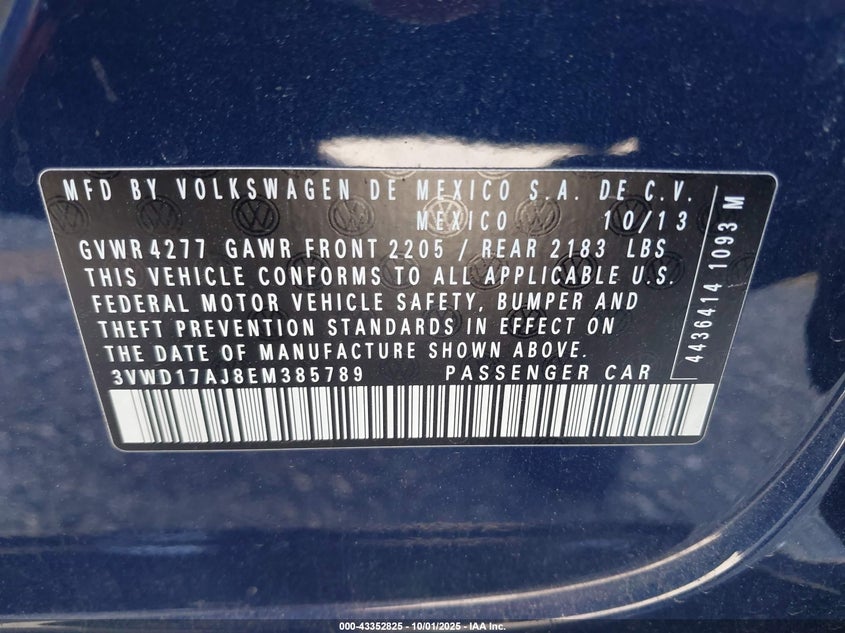 MFD BY VOLKSWAGEN DE MEXICO S.A. DE C.V.
MEXICO 10/13
GVWR 4277 GAWR FRONT 2205 / REAR 2183 LBS
THIS VEHICLE CONFORMS TO ALL APPLICABLE U.S.
FEDERAL MOTOR VEHICLE SAFETY, BUMPER AND
THEFT PREVENTION STANDARDS IN EFFECT ON
THE DATE OF MANUFACTURE SHOWN ABOVE.
3VWD17AJ8EM385789 PASSENGER CAR
4436414 1093 M
000-43352825 - 10/01/2025 - IAA Inc.